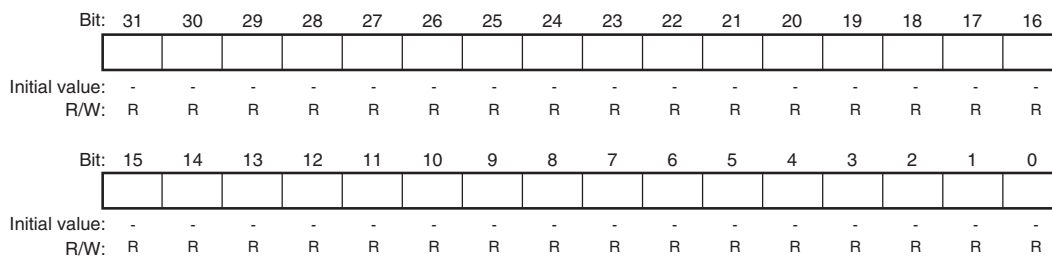 Bit: 31 30 29 28 27 26 25 24 23 22 21 20 19 18 17 16
Initial value: - - - - - - - - - - - - - - - -
R/W: R R R R R R R R R R R R R R R R
Bit: 15 14 13 12 11 10 9 8 7 6 5 4 3 2 1 0
Initial value: - - - - - - - - - - - - - - - -
R/W: R R R R R R R R R R R R R R R R